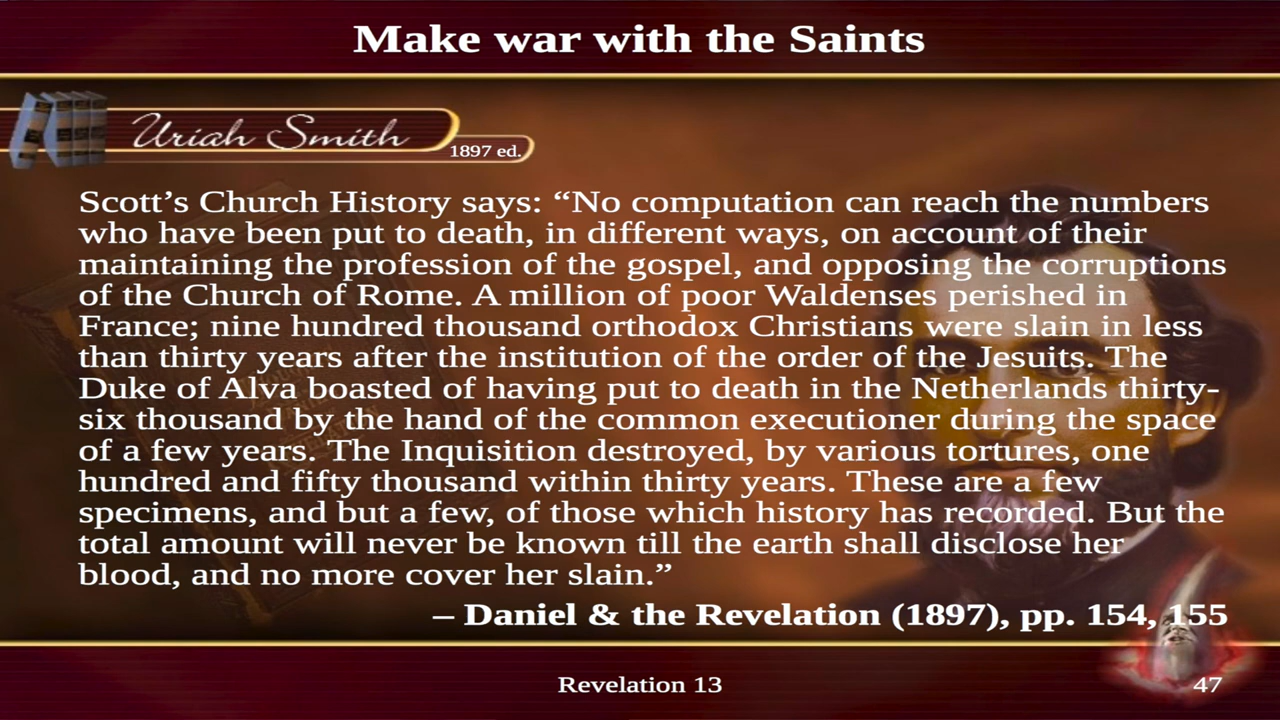 Make war with the Saints
Uriah Smith
1897 ed.
Scott’s Church History says: “No computation can reach the numbers
who have been put to death, in different ways, on account of their
maintaining the profession of the gospel, and opposing the corruptions
of the Church of Rome. A million of poor Waldenses perished in
France; nine hundred thousand orthodox Christians were slain in less
than thirty years after the institution of the order of the Jesuits. The
Duke of Alva boasted of having put to death in the Netherlands thirty-
six thousand by the hand of the common executioner during the space
of a few years. The Inquisition destroyed, by various tortures, one
hundred and fifty thousand within thirty years. These are a few
specimens, and but a few, of those which history has recorded. But the
total amount will never be known till the earth shall disclose her
blood, and no more cover her slain.”
– Daniel & the Revelation (1897), pp. 154, 155
Revelation 13
47